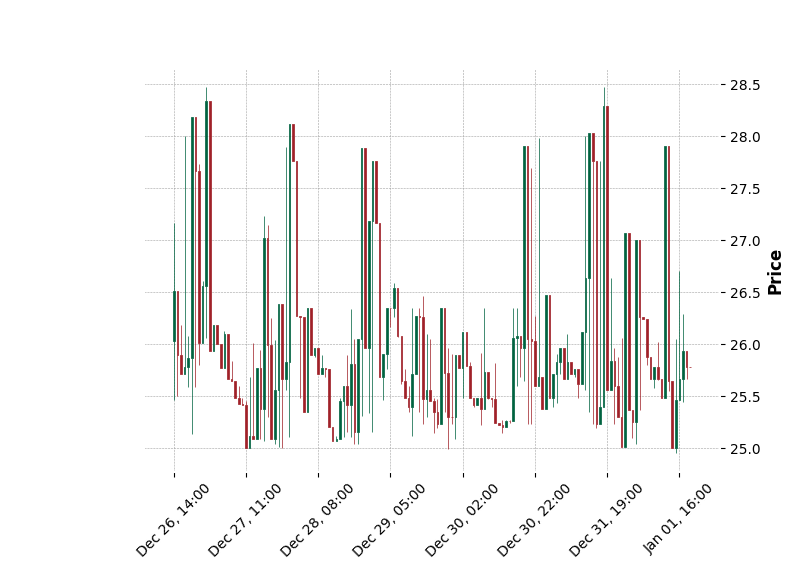 28.5
28.0
27.5
27.0
26.5
26.0
25.5
25.0
Price
Dec 26, 14:00
Dec 27, 11:00
Dec 28, 08:00
Dec 29, 05:00
Dec 30, 02:00
Dec 30, 22:00
Dec 31, 19:00
Jan 01, 16:00